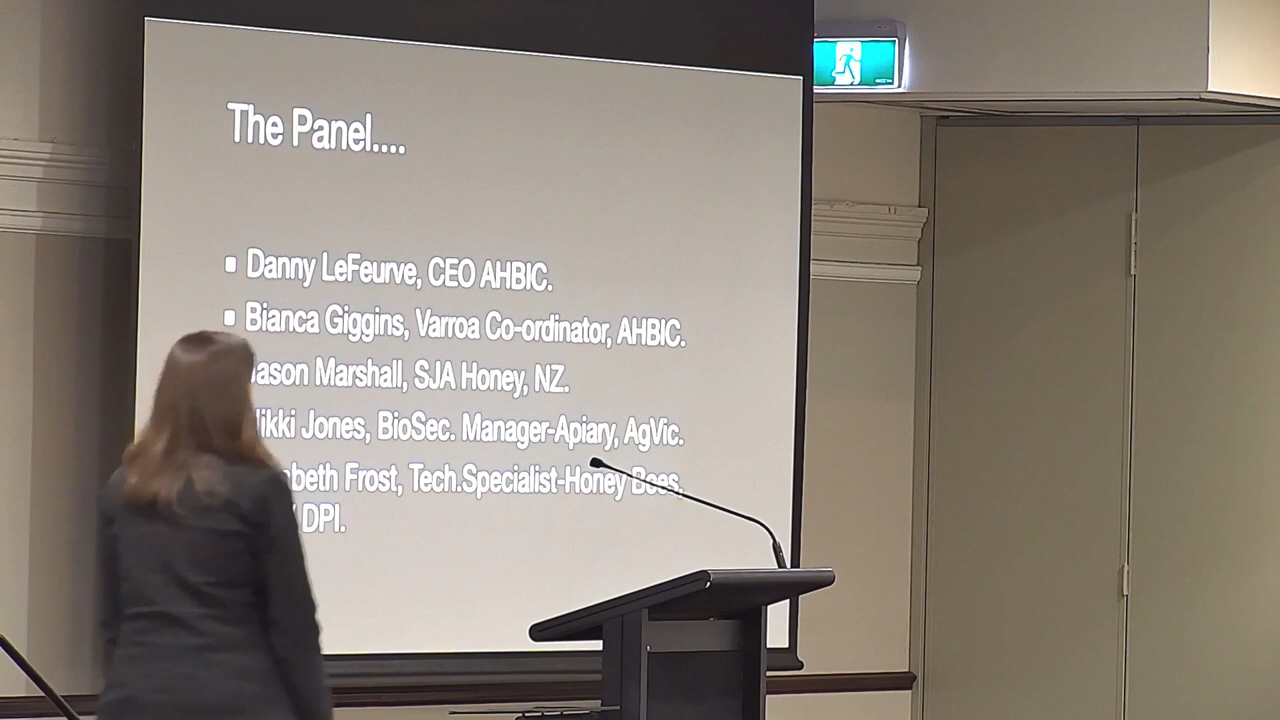 The Panel....
Danny LeFeurve, CEO AHBIC.
Bianca Giggins, Varroa Co-ordinator, AHBIC.
ason Marshall, SJA Honey, NZ.
ikki Jones, BioSec. Manager-Apiary, AgVic.
beth Frost, Tech.Specialist-Honey Bees,
DPI.